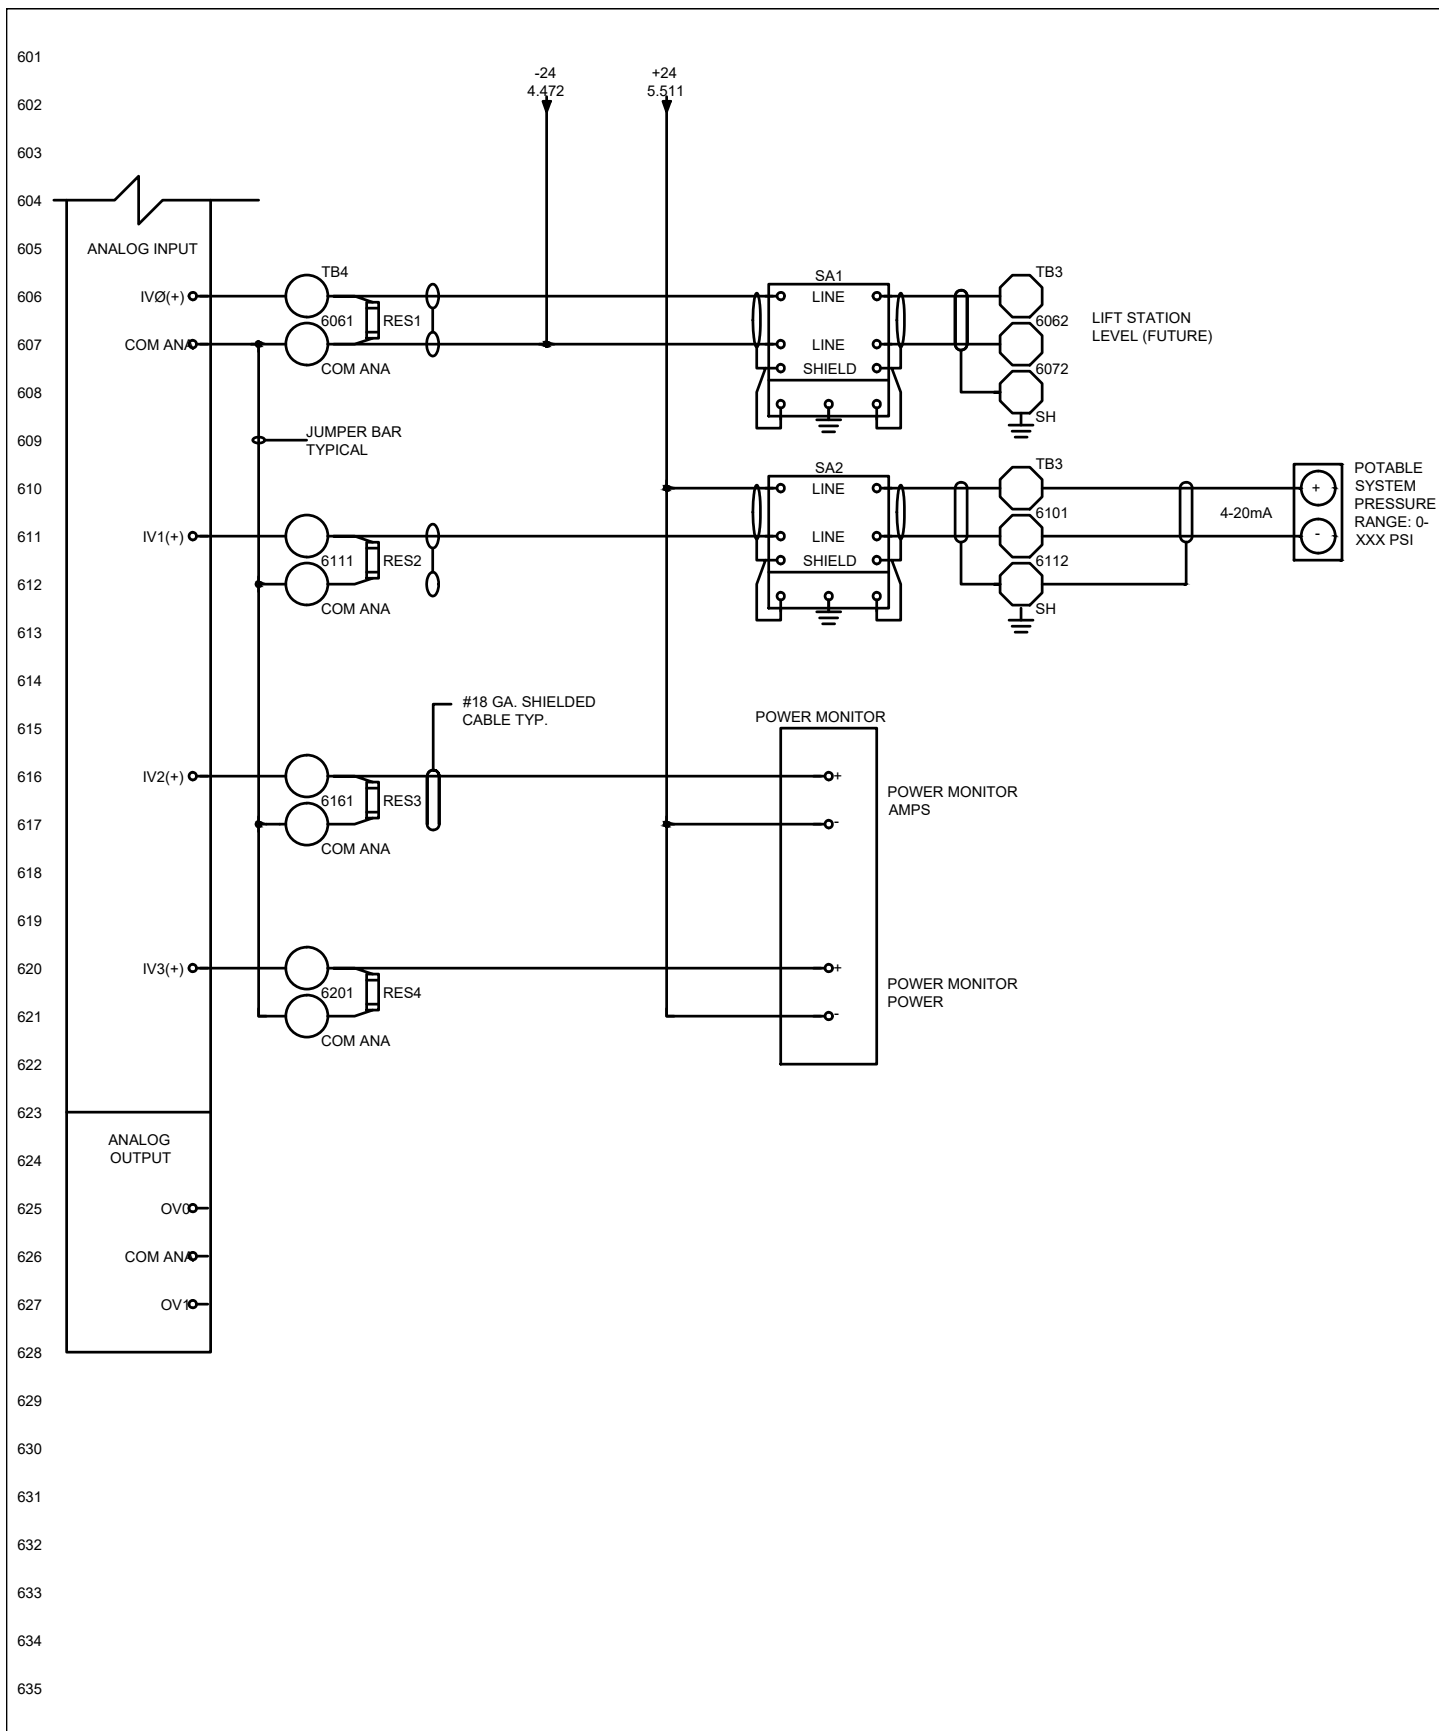 601
-24
+24
4.472
5.511
602
603
604
605
ANALOG INPUT
TB4
SA1
TB3
606
IVØ(+)
LINE
6061
RES1
6062
LIFT STATION
LEVEL (FUTURE)
607
COM ANA
LINE
COM ANA
SHIELD
6072
608
SH
609
JUMPER BAR
TYPICAL
SA2
TB3
POTABLE
SYSTEM
PRESSURE
RANGE: 0-
XXX PSI
610
LINE
+
6101
4-20mA
611
IV1(+)
LINE
-
6111
RES2
SHIELD
6112
612
COM ANA
SH
613
614
#18 GA. SHIELDED
CABLE TYP.
615
POWER MONITOR
616
IV2(+)
+
6161
RES3
POWER MONITOR
AMPS
617
-
COM ANA
618
619
620
IV3(+)
+
6201
RES4
POWER MONITOR
POWER
621
-
COM ANA
622
623
ANALOG
OUTPUT
624
625
OV0
626
COM ANA
627
OV1
628
629
630
631
632
633
634
635